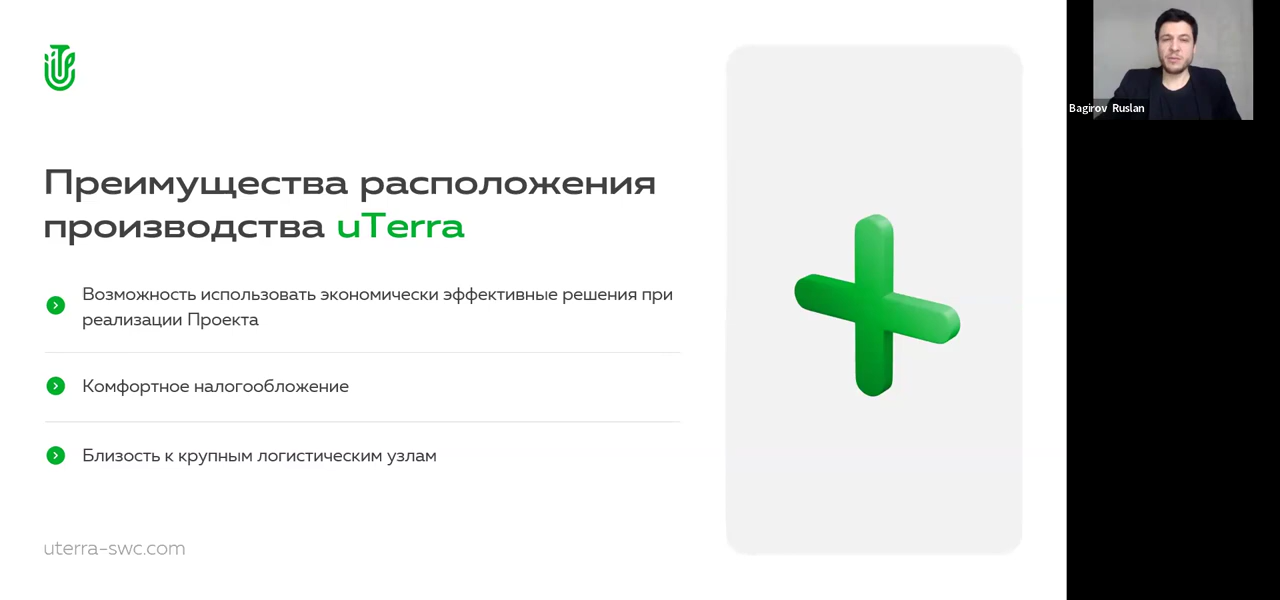 Преимущества расположения
производства uTerra
Возможность использовать экономически эффективные решения при
реализации Проекта
Комфортное налогообложение
Близость к крупным логистическим узлам
uterra-swc.com
Bagirov Ruslan